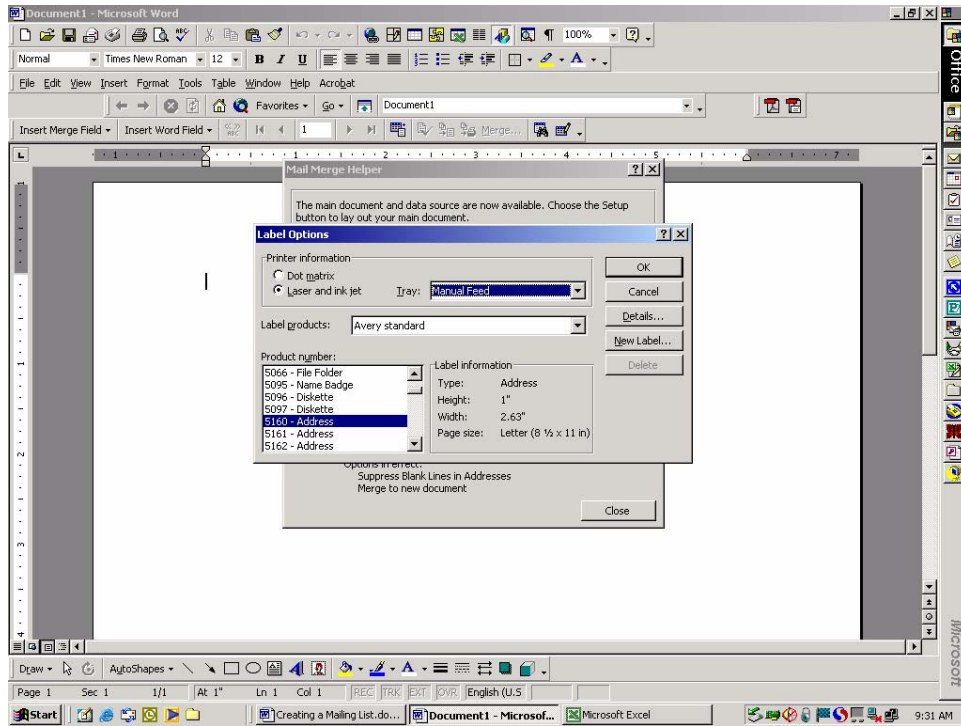 Document1 - Microsoft Word
100%
Normal Times New Roman 12 B I U A
File Edit View Insert Format Tools Table Window Help Acrobat
Favorites Go Document1
Insert Merge Field Insert Word Field ABC 1 Merge...
1 1 2 3 4 5 7
Mail Merge Helper
The main document and data source are now available. Choose the Setup
button to lay out your main document.
Label Options
Printer information
Dot matrix
Laser and ink jet Tray: Manual Feed
Label products: Avery standard
Product number:
5066 - File Folder
5095 - Name Badge
5096 - Diskette
5097 - Diskette
5160 - Address
5161 - Address
5162 - Address
Label information
Type: Address
Height: 1"
Width: 2.63"
Page size: Letter (8 ½ x 11 in)
OK
Cancel
Details...
New Label...
Delete
Options in effect:
Suppress Blank Lines in Addresses
Merge to new document
Close
Office
Microsoft
Draw AutoShapes A
Page 1 Sec 1 1/1 At 1" Ln 1 Col 1 REC TRK EXT OVR English (U.S
Start Creating a Mailing List.do... Document1 - Microsof... Microsoft Excel 9:31 AM